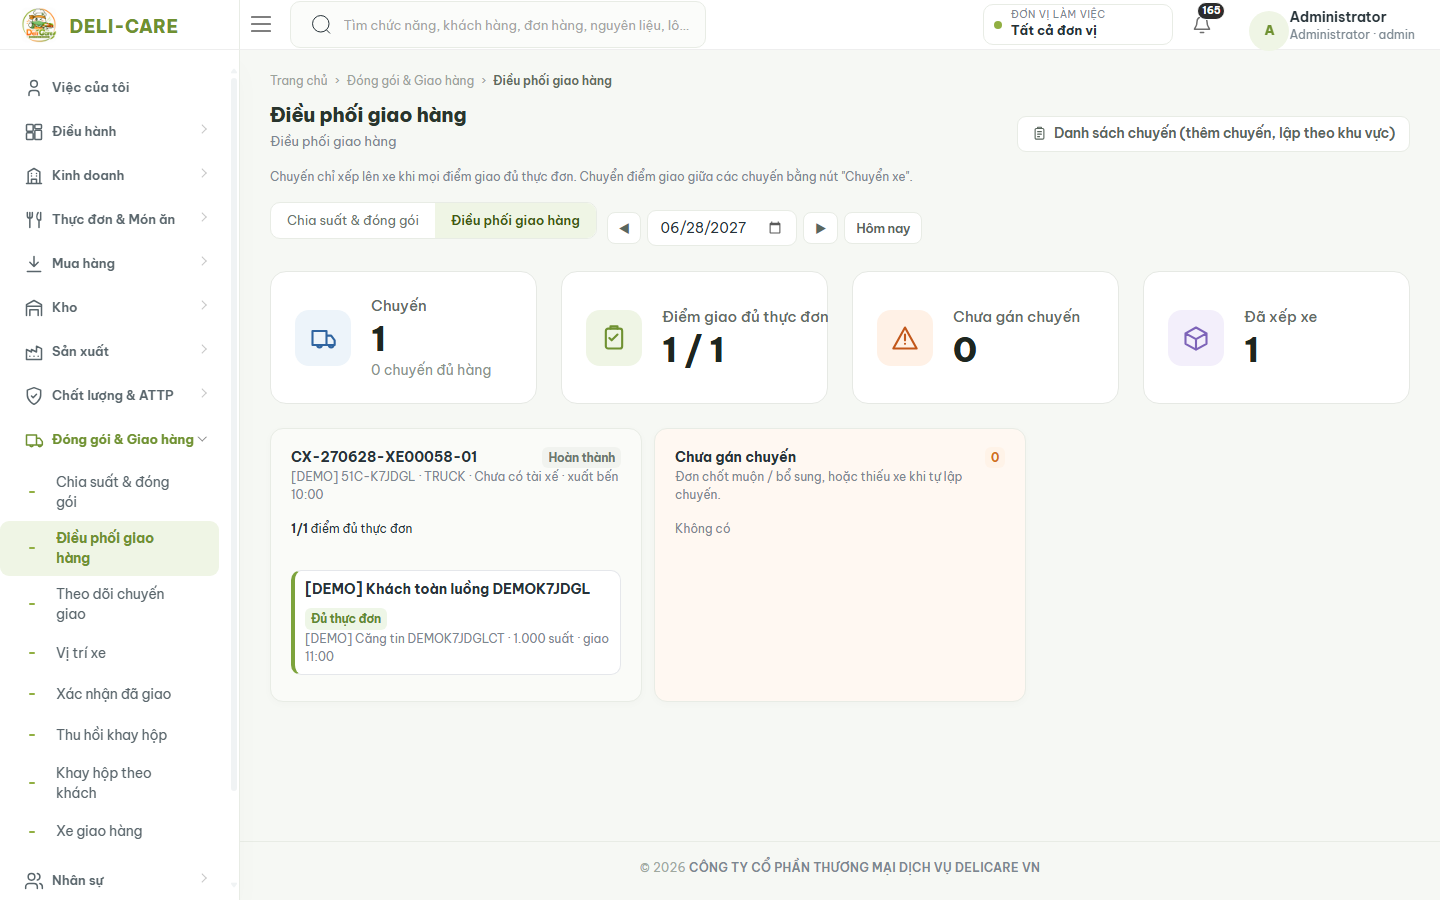 DELI-CARE
Tìm chức năng, khách hàng, đơn hàng, nguyên liệu, lô...
ĐƠN VỊ LÀM VIỆC
Tất cả đơn vị
165
A
Administrator
Administrator · admin
Việc của tôi
Điều hành
Kinh doanh
Thực đơn & Món ăn
Mua hàng
Kho
Sản xuất
Chất lượng & ATTP
Đóng gói & Giao hàng
Chia suất & đóng
gói
Điều phối giao
hàng
Theo dõi chuyến
giao
Vị trí xe
Xác nhận đã giao
Thu hồi khay hộp
Khay hộp theo
khách
Xe giao hàng
Nhân sự
Trang chủ › Đóng gói & Giao hàng › Điều phối giao hàng
Điều phối giao hàng
Điều phối giao hàng
Danh sách chuyến (thêm chuyến, lập theo khu vực)
Chuyến chỉ xếp lên xe khi mọi điểm giao đủ thực đơn. Chuyển điểm giao giữa các chuyến bằng nút "Chuyển xe".
Chia suất & đóng gói
Điều phối giao hàng
06/28/2027
Hôm nay
Chuyến
1
0 chuyến đủ hàng
Điểm giao đủ thực đơn
1 / 1
Chưa gán chuyến
0
Đã xếp xe
1
CX-270628-XE00058-01
Hoàn thành
[DEMO] 51C-K7JDGL · TRUCK · Chưa có tài xế · xuất bến
10:00
1/1 điểm đủ thực đơn
[DEMO] Khách toàn luồng DEMOK7JDGL
Đủ thực đơn
[DEMO] Căng tin DEMOK7JDGLCT · 1.000 suất · giao
11:00
Chưa gán chuyến
0
Đơn chốt muộn / bổ sung, hoặc thiếu xe khi tự lập
chuyến.
Không có
© 2026 CÔNG TY CỔ PHẦN THƯƠNG MẠI DỊCH VỤ DELICARE VN